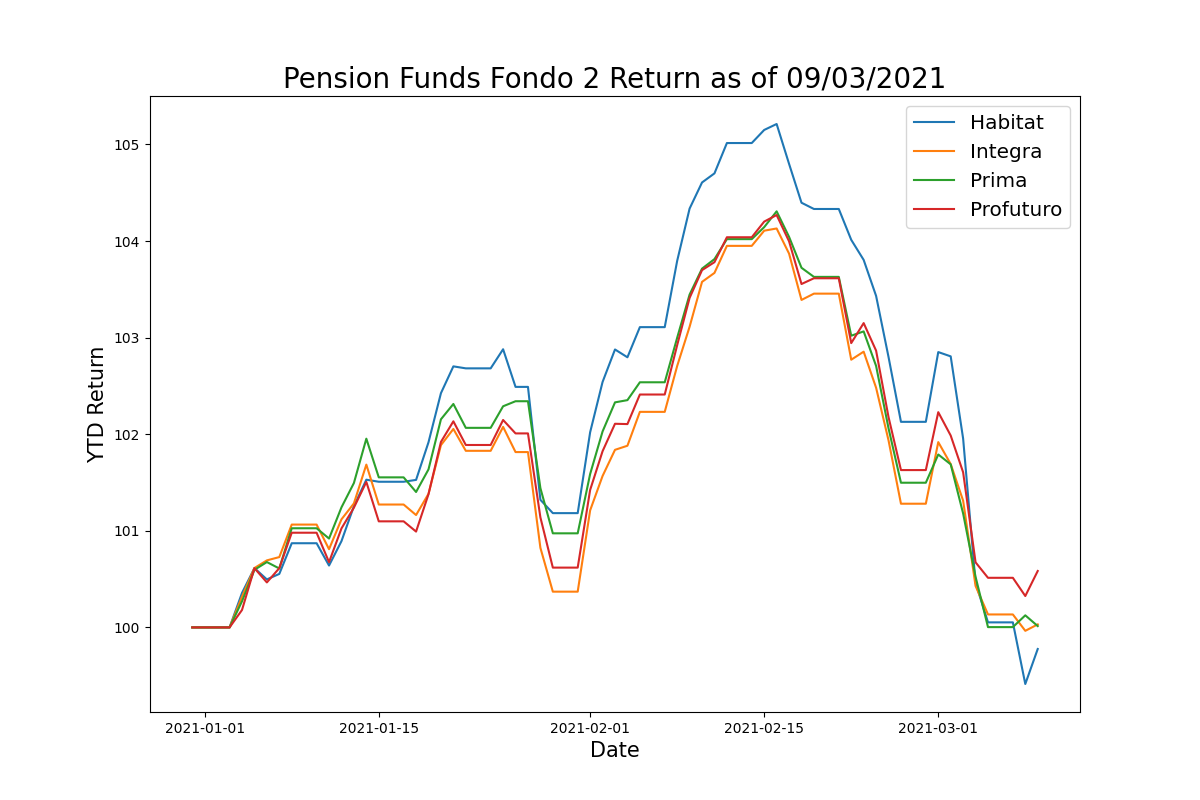 Pension Funds Fondo 2 Return as of 09/03/2021
Habitat
Integra
Prima
Profuturo
YTD Return
105
104
103
102
101
100
2021-01-01
2021-01-15
2021-02-01
2021-02-15
2021-03-01
Date